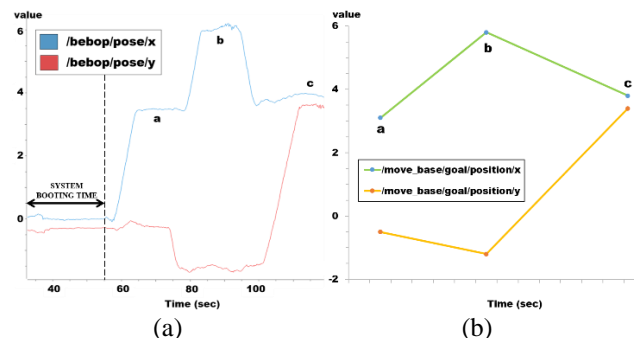 value
6
4
2
0
/bebop/pose/x
/bebop/pose/y
a
b
c
SYSTEM
BOOTING TIME
40 60 80 100
Time (sec)
(a)
value
6
4
2
0
-2
a
b
c
/move_base/goal/position/x
/move_base/goal/position/y
TIme (sec)
(b)